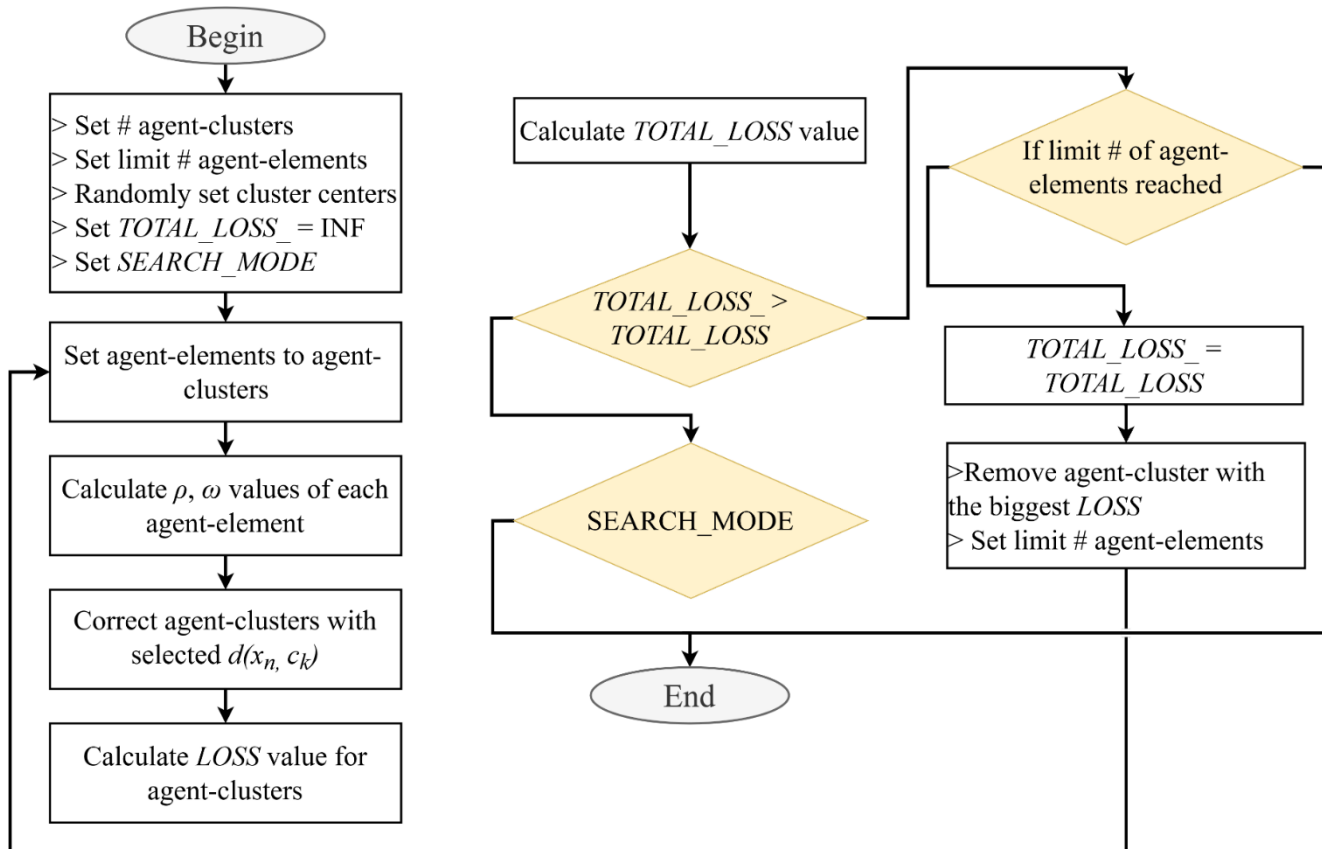 Begin
> Set # agent-clusters
> Set limit # agent-elements
> Randomly set cluster centers
> Set TOTAL_LOSS_ = INF
> Set SEARCH_MODE
Set agent-elements to agent-
clusters
Calculate ρ, ω values of each
agent-element
Correct agent-clusters with
selected d(xn, ck)
Calculate LOSS value for
agent-clusters
Calculate TOTAL_LOSS value
TOTAL_LOSS_ >
TOTAL_LOSS
SEARCH_MODE
End
If limit # of agent-
elements reached
TOTAL_LOSS_ =
TOTAL_LOSS
>Remove agent-cluster with
the biggest LOSS
> Set limit # agent-elements